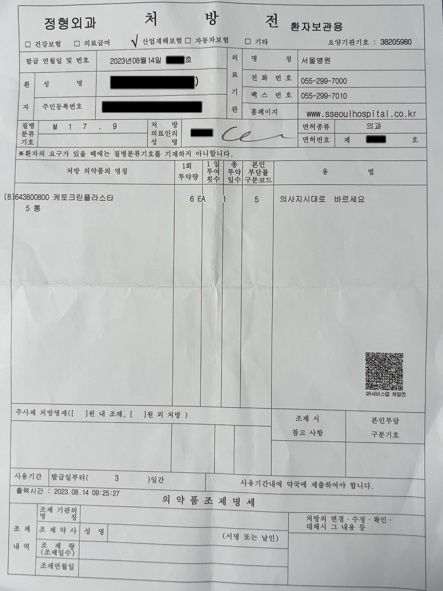 정형외과 처 방 전 환자보관용
□ 건강보험 □ 의료급여 ✓ 산업재해보험 □ 자동차보험 □ 기타 요양기관기호 : 38205980
발급 연월일 및 번호 2023년08월14일 호
의료기관
명 칭 서울병원
전 화 번 호 055-299-7000
팩 스 번 호 055-299-7010
홈페이지 www.sseoulhospital.co.kr
환자
성 명 )
주민등록번호
질병분류기호 M 1 7 . 9
처 방 의료인의 성 명
면허종류 의과
면허번호 제 호
※환자의 요구가 있을 때에는 질병분류기호를 기재하지 아니합니다.
처방 의약품의 명칭 1회 투약량 1일 투여 횟수 총 투약 일수 본인 부담률 구분코드 용 법
(8)643800800 케토크린플라스타 6 EA 1 5 의사지시대로 바르세요
5 통
QR서비스팜 처방전
주사제 처방명세([ ]원 내 조제, [ ]원 외 처방 )
조제 시 참고 사항
본인부담 구분기호
사용기간 발급일부터( 3 )일간 사용기간내에 약국에 제출하여야 합니다.
출력시간 : 2023.08.14 09:25:27
의 약 품 조 제 명 세
조제 내역
조제 기관의 명 칭
조제약사 성 명 (서명 또는 날인)
조 제 량 (조제일수)
조제연월일
처방의 변경·수정·확인·대체시 그 내용 등